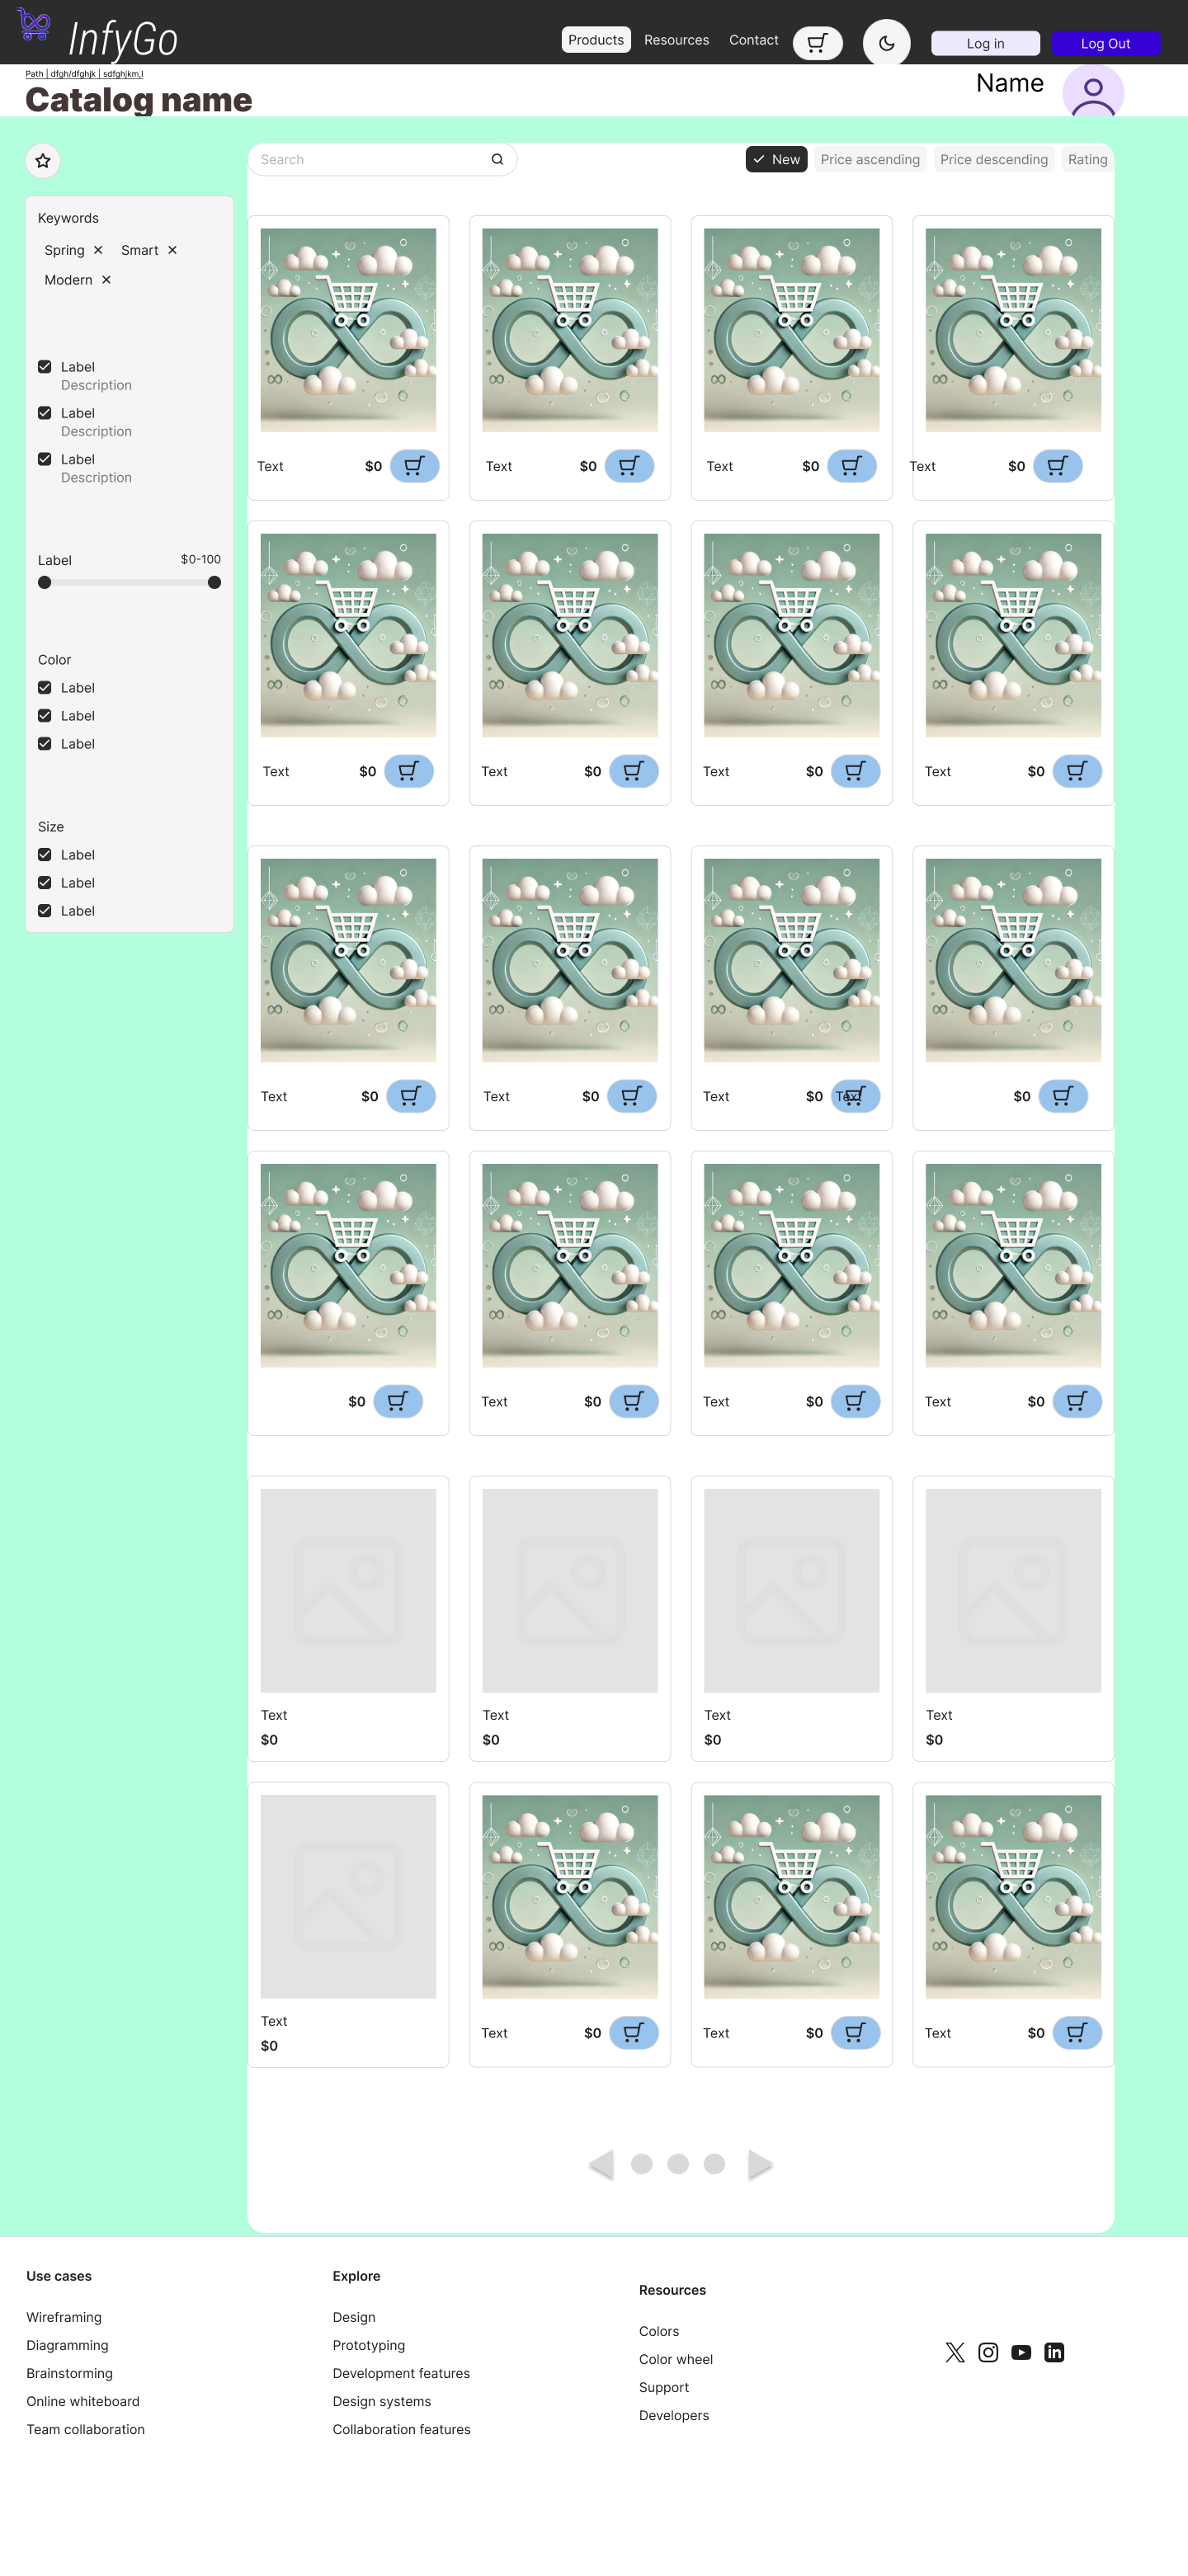 InfyGo
Products Resources Contact Log in Log Out
Path | dfgh/dfghjk | sdfghjkm,l
Catalog name
Name
Search
New Price ascending Price descending Rating
Keywords
Spring Smart
Modern
Label
Description
Label
Description
Label
Description
Label $0-100
Color
Label
Label
Label
Size
Label
Label
Label
Text $0 Text $0 Text $0 Text $0
Text $0 Text $0 Text $0 Text $0
Text $0 Text $0 Text $0 Text $0
$0 Text $0 Text $0 Text $0
Text Text Text Text
$0 $0 $0 $0
Text
$0
Text $0 Text $0 Text $0
Use cases
Wireframing
Diagramming
Brainstorming
Online whiteboard
Team collaboration
Explore
Design
Prototyping
Development features
Design systems
Collaboration features
Resources
Colors
Color wheel
Support
Developers